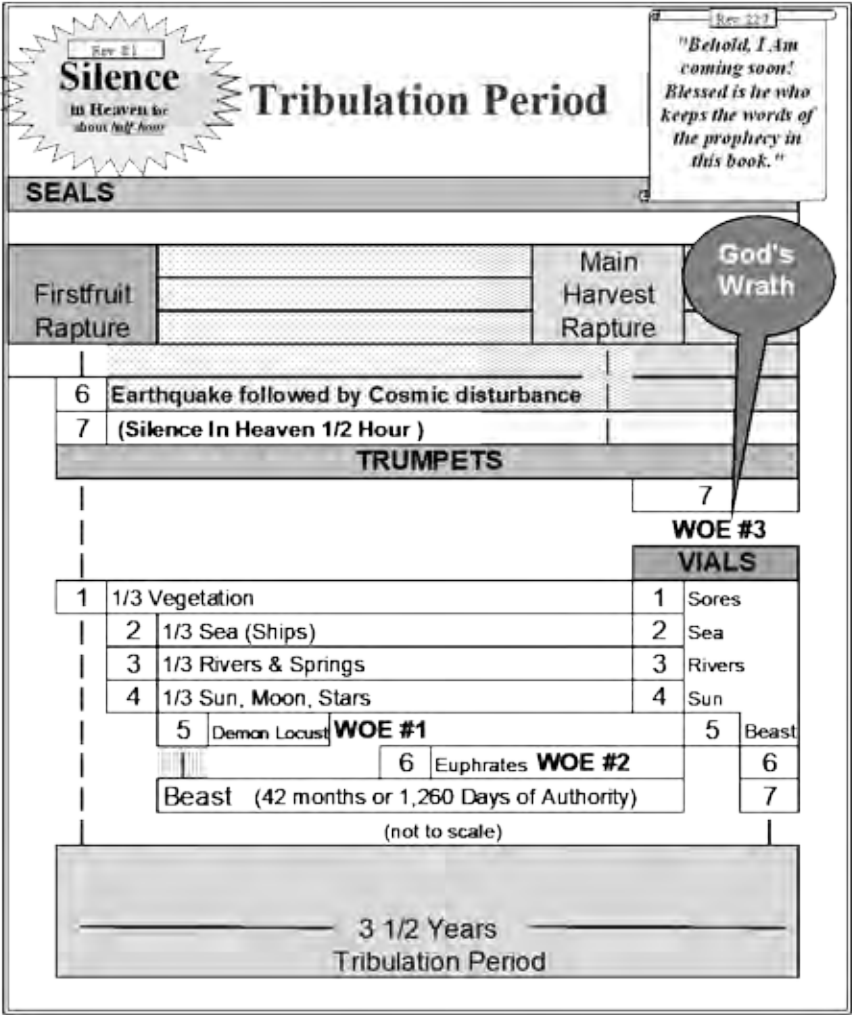 Rev 8:1
Silence
in Heaven for
about half-hour
Tribulation Period
Rev 22:7
"Behold, I Am
coming soon!
Blessed is he who
keeps the words of
the prophecy in
this book."
SEALS
Firstfruit
Rapture
Main
Harvest
Rapture
God's
Wrath
6 Earthquake followed by Cosmic disturbance
7 (Silence In Heaven 1/2 Hour )
TRUMPETS
7
WOE #3
VIALS
1 1/3 Vegetation 1 Sores
2 1/3 Sea (Ships) 2 Sea
3 1/3 Rivers & Springs 3 Rivers
4 1/3 Sun, Moon, Stars 4 Sun
5 Demon Locust WOE #1 5 Beast
6 Euphrates WOE #2 6
Beast (42 months or 1,260 Days of Authority) 7
(not to scale)
3 1/2 Years
Tribulation Period